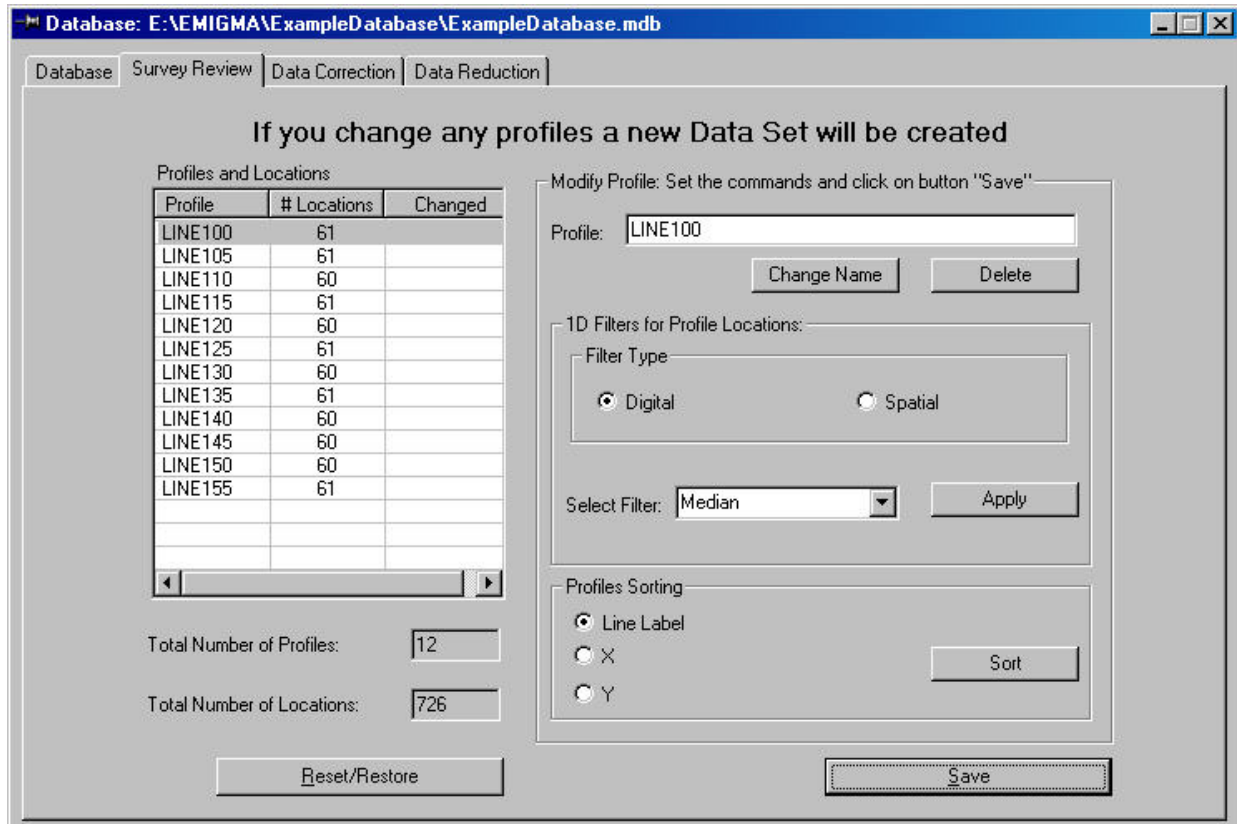 Database: E:\EMIGMA\ExampleDatabase\ExampleDatabase.mdb
Database Survey Review Data Correction Data Reduction
If you change any profiles a new Data Set will be created
Profiles and Locations
Profile # Locations Changed
LINE100 61
LINE105 61
LINE110 60
LINE115 61
LINE120 60
LINE125 61
LINE130 60
LINE135 61
LINE140 60
LINE145 60
LINE150 60
LINE155 61
Total Number of Profiles: 12
Total Number of Locations: 726
Reset/Restore
Modify Profile: Set the commands and click on button "Save"
Profile: LINE100
Change Name Delete
1D Filters for Profile Locations:
Filter Type
Digital Spatial
Select Filter: Median Apply
Profiles Sorting
Line Label
X
Y
Sort
Save